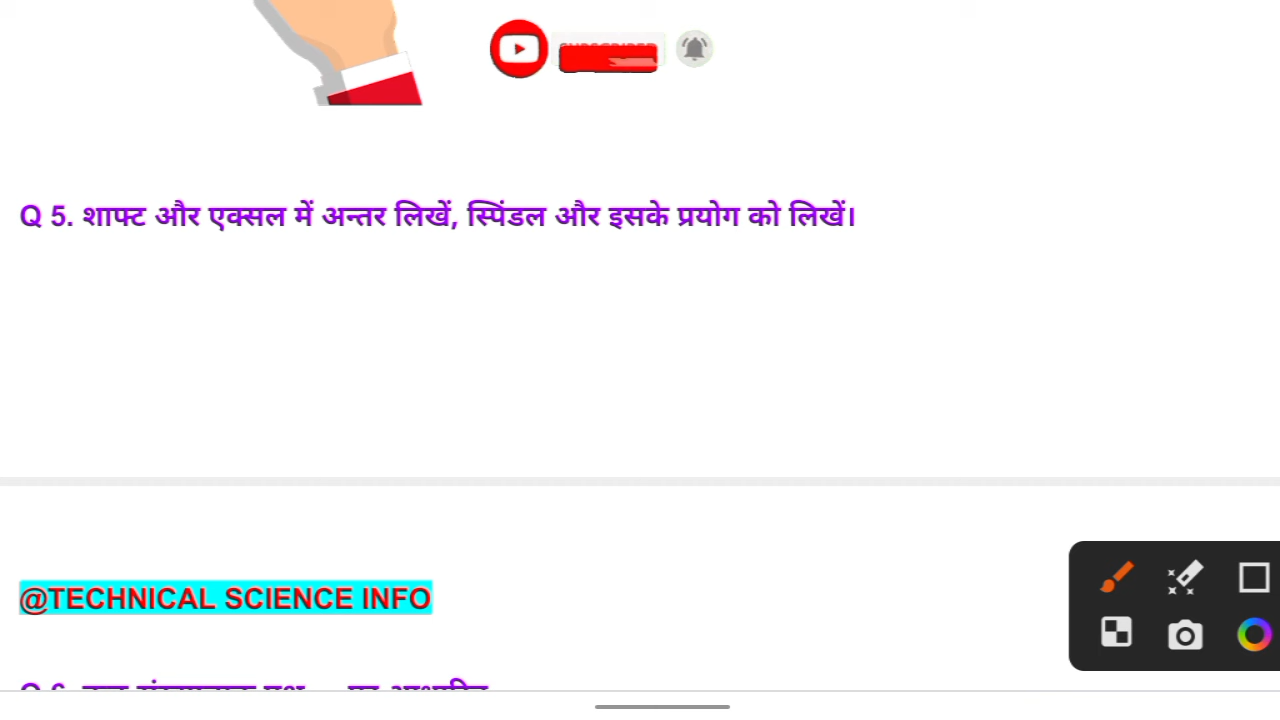 Q 5. शाफ्ट और एक्सल में अन्तर लिखें, स्पिंडल और इसके प्रयोग को लिखें।
@TECHNICAL SCIENCE INFO